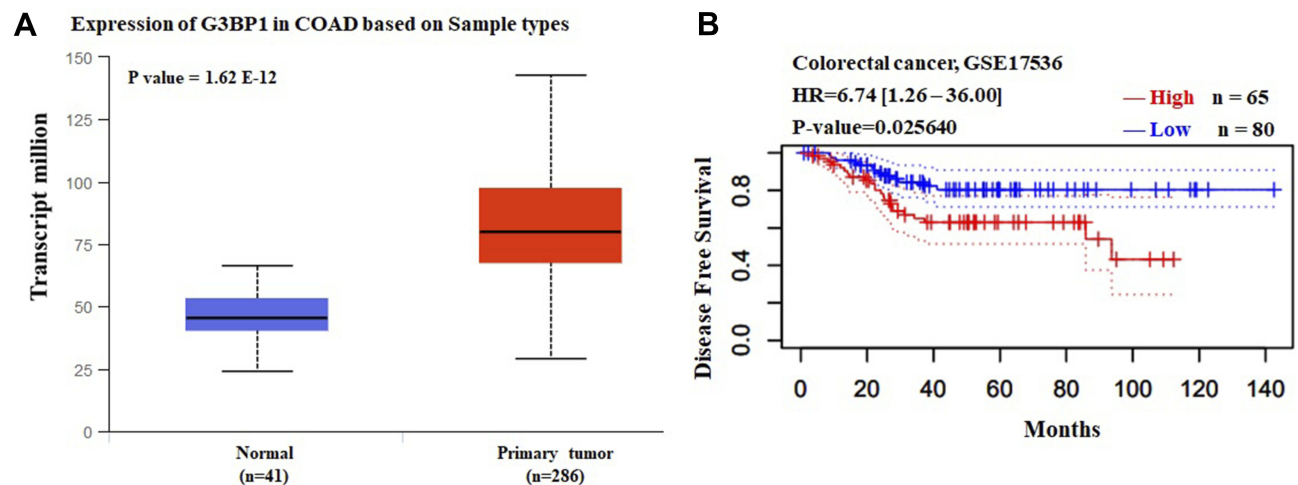 A
Expression of G3BP1 in COAD based on Sample types
P value = 1.62 E-12
Transcript million
150
125
100
75
50
25
0
Normal
(n=41)
Primary tumor
(n=286)
B
Colorectal cancer, GSE17536
HR=6.74 [1.26–36.00]
P-value=0.025640
High n = 65
Low n = 80
Disease Free Survival
0.8
0.4
0.0
0 20 40 60 80 100 120 140
Months